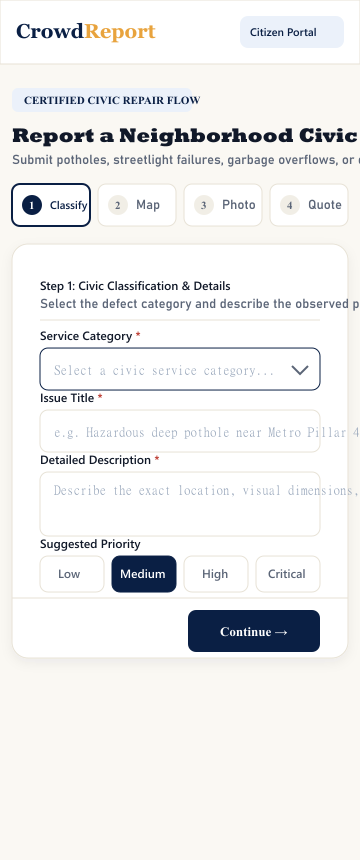 CrowdReport
Citizen Portal
CERTIFIED CIVIC REPAIR FLOW
Report a Neighborhood Civic
Submit potholes, streetlight failures, garbage overflows, or
1 Classify
2 Map
3 Photo
4 Quote
Step 1: Civic Classification & Details
Select the defect category and describe the observed
Service Category *
Select a civic service category...
Issue Title *
e.g. Hazardous deep pothole near Metro Pillar 4
Detailed Description *
Describe the exact location, visual dimensions,
Suggested Priority
Low
Medium
High
Critical
Continue →